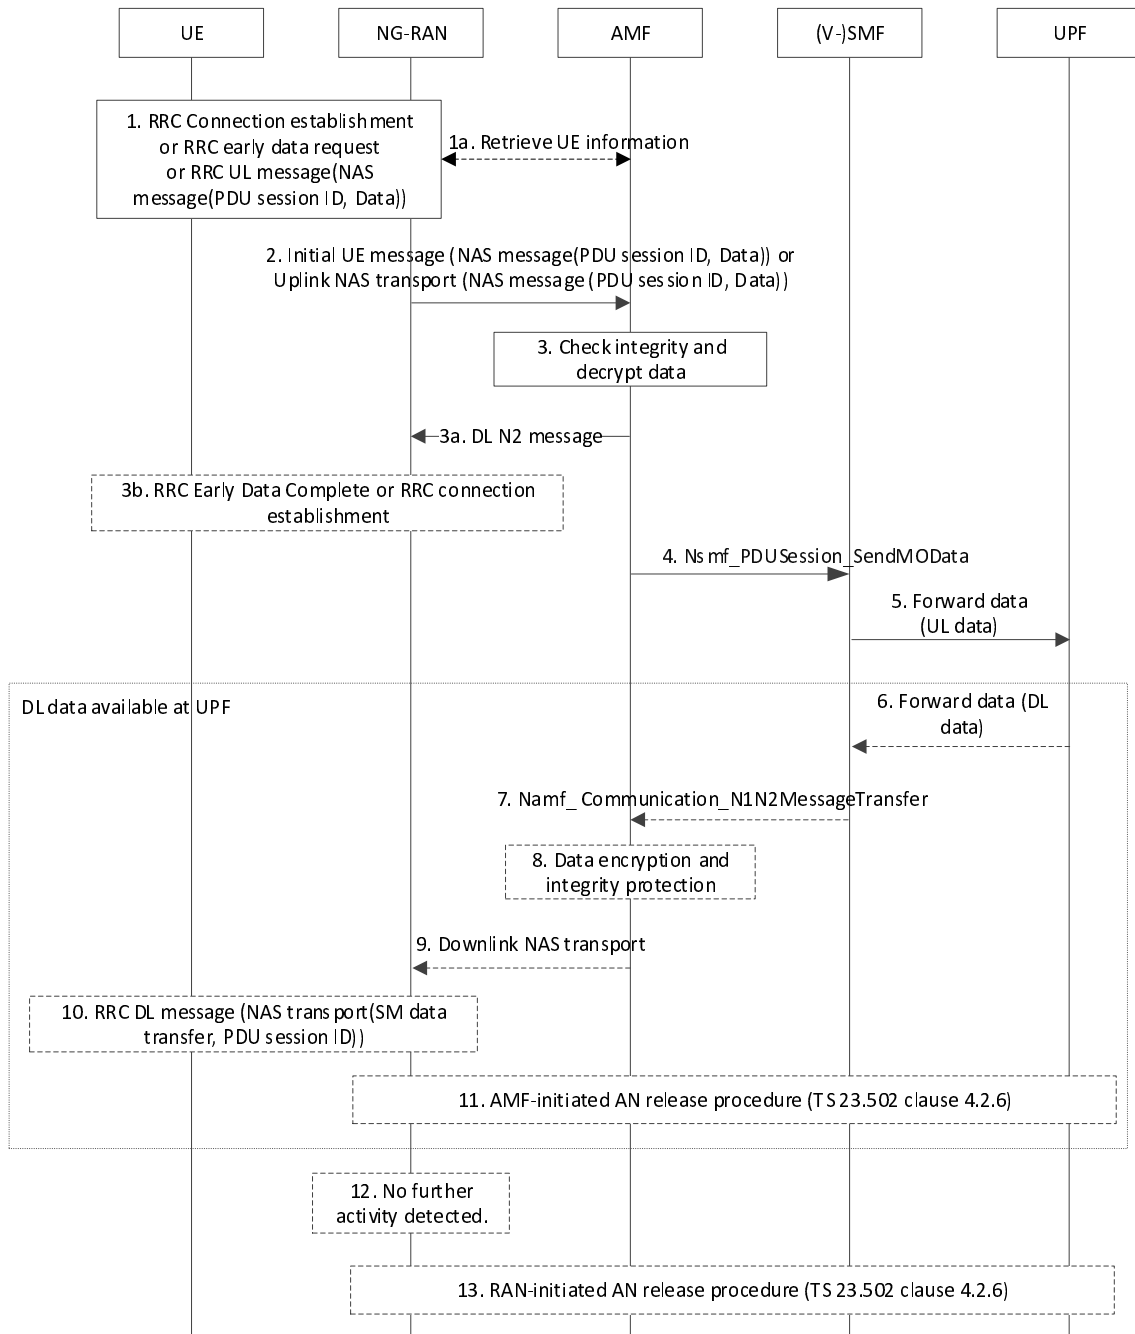 UE
NG-RAN
AMF
(V-)SMF
UPF
1. RRC Connection establishment
or RRC early data request
or RRC UL message(NAS
message(PDU session ID, Data))
1a. Retrieve UE information
2. Initial UE message (NAS message(PDU session ID, Data)) or
Uplink NAS transport (NAS message (PDU session ID, Data))
3. Check integrity and
decrypt data
3a. DL N2 message
3b. RRC Early Data Complete or RRC connection
establishment
4. Nsmf_PDUSession_SendMOData
5. Forward data
(UL data)
DL data available at UPF
6. Forward data (DL
data)
7. Namf_ Communication_N1N2MessageTransfer
8. Data encryption and
integrity protection
9. Downlink NAS transport
10. RRC DL message (NAS transport(SM data
transfer, PDU session ID))
11. AMF-initiated AN release procedure (TS 23.502 clause 4.2.6)
12. No further
activity detected.
13. RAN-initiated AN release procedure (TS 23.502 clause 4.2.6)